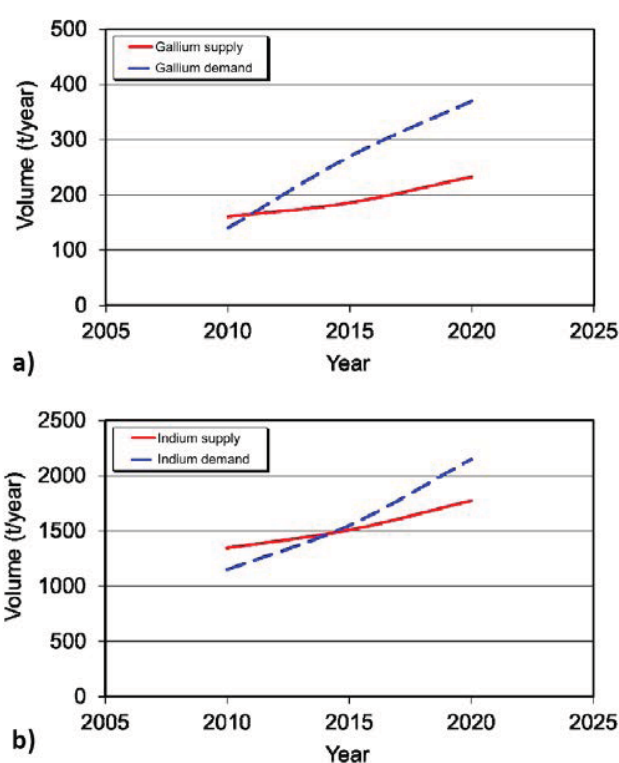 500
Gallium supply
Gallium demand
400
300
200
100
0
Volume (t/year)
2005 2010 2015 2020 2025
Year
a)
2500
Indium supply
Indium demand
2000
1500
1000
500
0
Volume (t/year)
2005 2010 2015 2020 2025
Year
b)